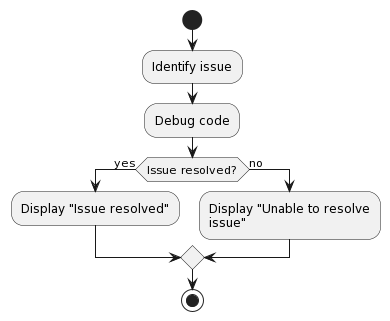 Identify issue
Debug code
yes
Issue resolved?
no
Display "Issue resolved"
Display "Unable to resolve
issue"